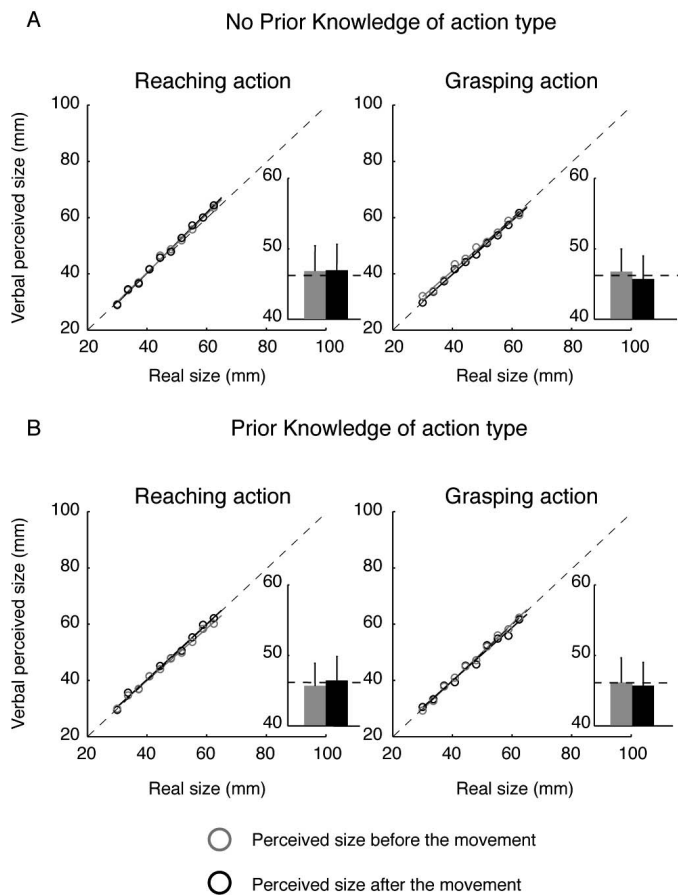 A
No Prior Knowledge of action type
Reaching action
Grasping action
Verbal perceived size (mm)
100
80
60
40
20
20 40 60 80 100
60
50
40
Real size (mm)
100
80
60
40
20
20 40 60 80 100
60
50
40
Real size (mm)
B
Prior Knowledge of action type
Reaching action
Grasping action
Verbal perceived size (mm)
100
80
60
40
20
20 40 60 80 100
60
50
40
Real size (mm)
100
80
60
40
20
20 40 60 80 100
60
50
40
Real size (mm)
Perceived size before the movement
Perceived size after the movement